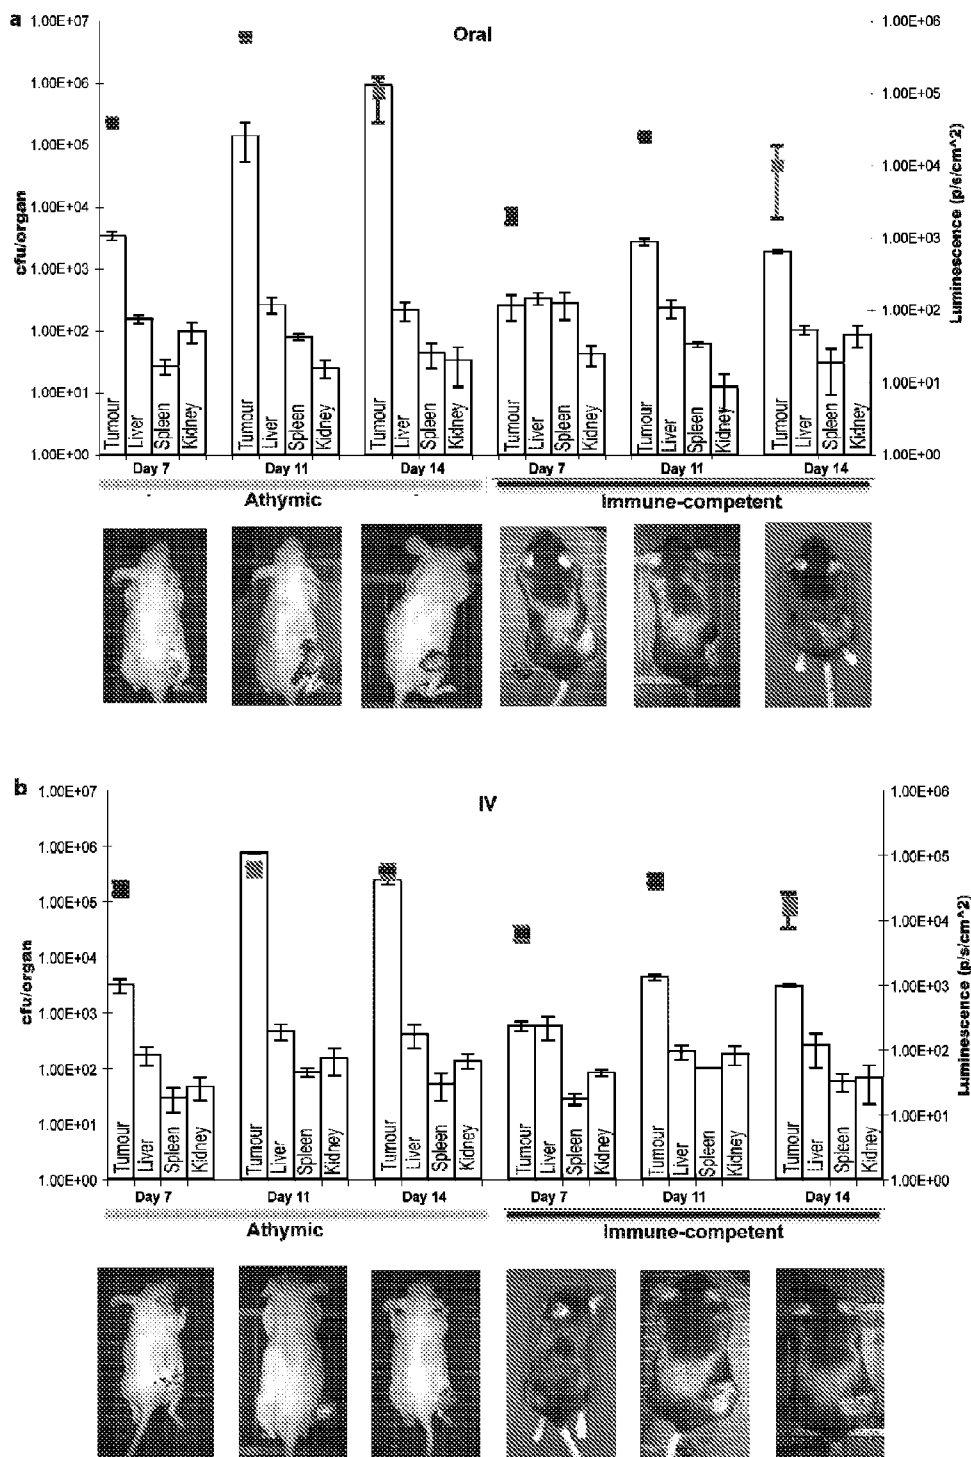 a
Oral
1.00E+07
1.00E+06
1.00E+05
1.00E+04
1.00E+03
1.00E+02
1.00E+01
1.00E+00
cfu/organ
1.00E+06
1.00E+05
1.00E+04
1.00E+03
1.00E+02
1.00E+01
1.00E+00
Luminescence (p/s/cm^2)
Tumour Liver Spleen Kidney Tumour Liver Spleen Kidney Tumour Liver Spleen Kidney Tumour Liver Spleen Kidney Tumour Liver Spleen Kidney Tumour Liver Spleen Kidney
Day 7 Day 11 Day 14 Day 7 Day 11 Day 14
Athymic Immune-competent
b
IV
1.00E+07
1.00E+06
1.00E+05
1.00E+04
1.00E+03
1.00E+02
1.00E+01
1.00E+00
cfu/organ
1.00E+06
1.00E+05
1.00E+04
1.00E+03
1.00E+02
1.00E+01
1.00E+00
Luminescence (p/s/cm^2)
Tumour Liver Spleen Kidney Tumour Liver Spleen Kidney Tumour Liver Spleen Kidney Tumour Liver Spleen Kidney Tumour Liver Spleen Kidney Tumour Liver Spleen Kidney
Day 7 Day 11 Day 14 Day 7 Day 11 Day 14
Athymic Immune-competent